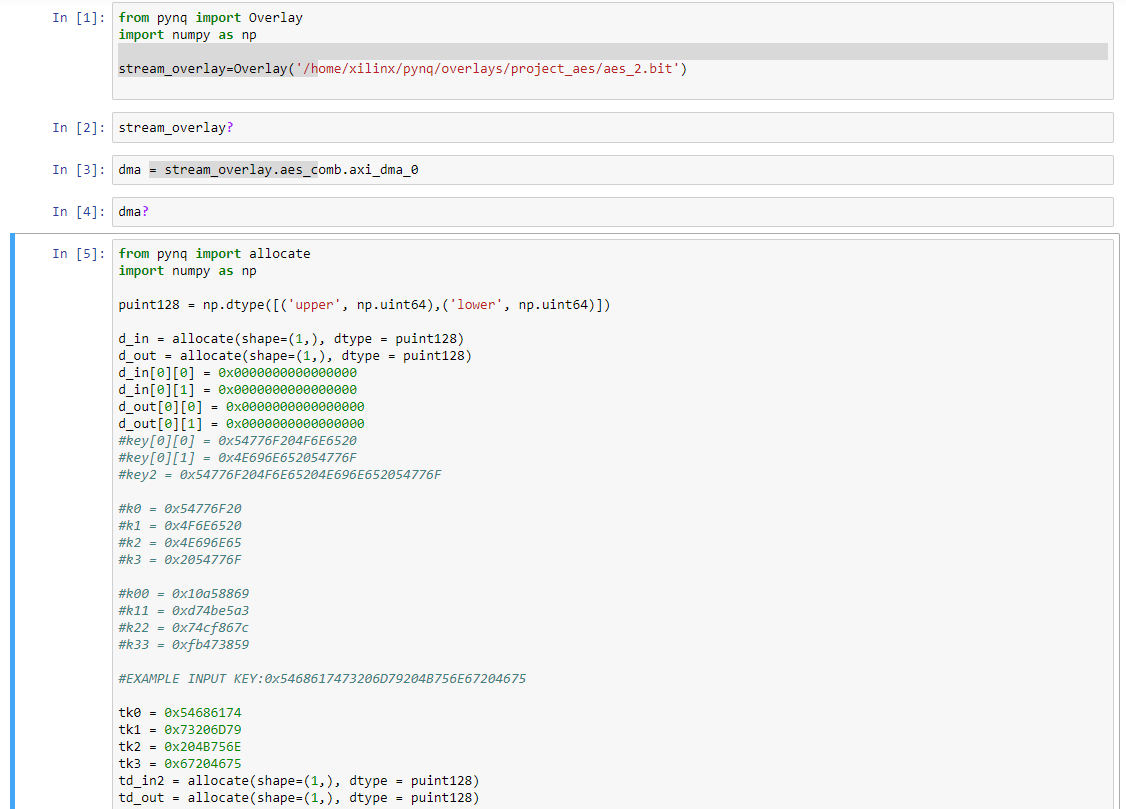 In [1]: from pynq import Overlay
import numpy as np
stream_overlay=Overlay('/home/xilinx/pynq/overlays/project_aes/aes_2.bit')
In [2]: stream_overlay?
In [3]: dma = stream_overlay.aes_comb.axi_dma_0
In [4]: dma?
In [5]: from pynq import allocate
import numpy as np
puint128 = np.dtype([('upper', np.uint64),('lower', np.uint64)])
d_in = allocate(shape=(1,), dtype = puint128)
d_out = allocate(shape=(1,), dtype = puint128)
d_in[0][0] = 0x0000000000000000
d_in[0][1] = 0x0000000000000000
d_out[0][0] = 0x0000000000000000
d_out[0][1] = 0x0000000000000000
#key[0][0] = 0x54776F204F6E6520
#key[0][1] = 0x4E696E652054776F
#key2 = 0x54776F204F6E65204E696E652054776F
#k0 = 0x54776F20
#k1 = 0x4F6E6520
#k2 = 0x4E696E65
#k3 = 0x2054776F
#k00 = 0x10a58869
#k11 = 0xd74be5a3
#k22 = 0x74cf867c
#k33 = 0xfb473859
#EXAMPLE INPUT KEY:0x5468617473206D79204B756E67204675
tk0 = 0x54686174
tk1 = 0x73206D79
tk2 = 0x204B756E
tk3 = 0x67204675
td_in2 = allocate(shape=(1,), dtype = puint128)
td_out = allocate(shape=(1,), dtype = puint128)